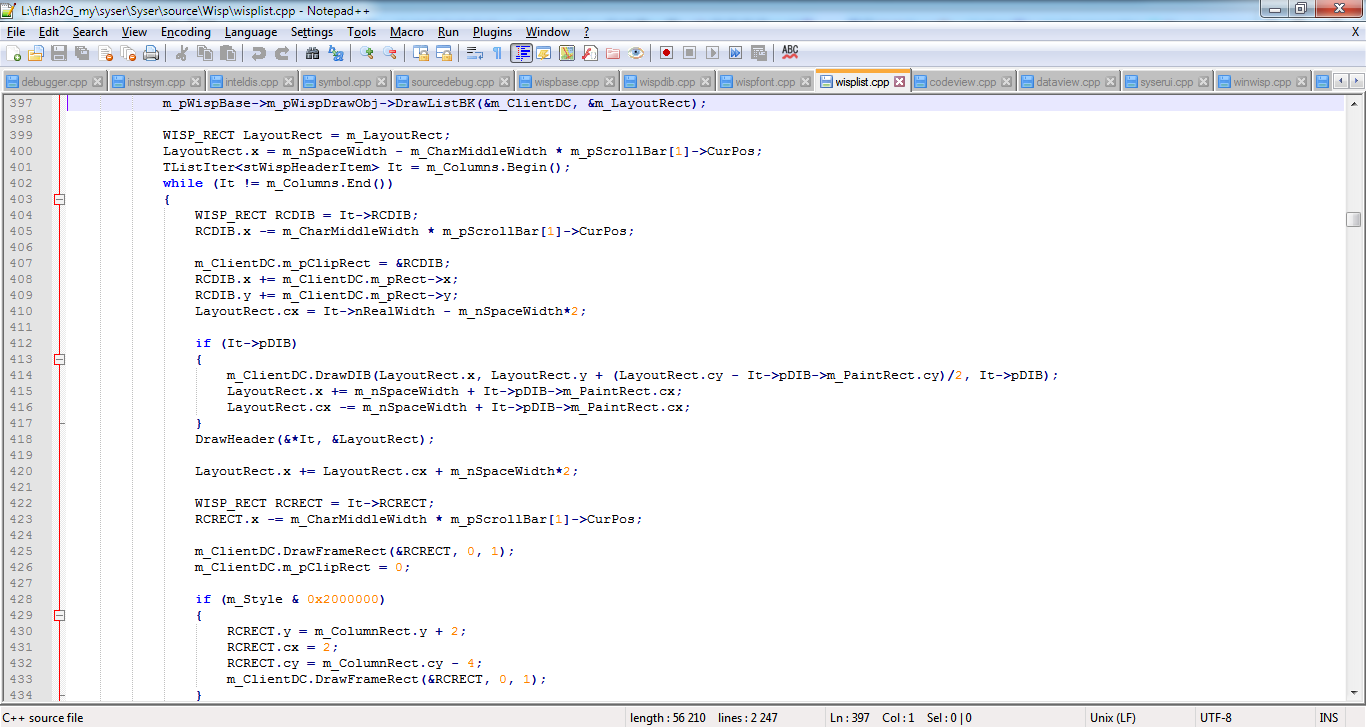 L:\flash2G_my\syser\Syser\source\Wisp\wisplist.cpp - Notepad++
File Edit Search View Encoding Language Settings Tools Macro Run Plugins Window ? X
ABC
debugger.cpp instrsym.cpp inteldis.cpp symbol.cpp sourcedebug.cpp wispbase.cpp wispdib.cpp wispfont.cpp wisplist.cpp codeview.cpp dataview.cpp syserui.cpp winwisp.cpp
397 m_pWispBase->m_pWispDrawObj->DrawListBK(&m_ClientDC, &m_LayoutRect);
398
399 WISP_RECT LayoutRect = m_LayoutRect;
400 LayoutRect.x = m_nSpaceWidth - m_CharMiddleWidth * m_pScrollBar[1]->CurPos;
401 TListIter<stWispHeaderItem> It = m_Columns.Begin();
402 while (It != m_Columns.End())
403 {
404 WISP_RECT RCDIB = It->RCDIB;
405 RCDIB.x -= m_CharMiddleWidth * m_pScrollBar[1]->CurPos;
406
407 m_ClientDC.m_pClipRect = &RCDIB;
408 RCDIB.x += m_ClientDC.m_pRect->x;
409 RCDIB.y += m_ClientDC.m_pRect->y;
410 LayoutRect.cx = It->nRealWidth - m_nSpaceWidth*2;
411
412 if (It->pDIB)
413 {
414 m_ClientDC.DrawDIB(LayoutRect.x, LayoutRect.y + (LayoutRect.cy - It->pDIB->m_PaintRect.cy)/2, It->pDIB);
415 LayoutRect.x += m_nSpaceWidth + It->pDIB->m_PaintRect.cx;
416 LayoutRect.cx -= m_nSpaceWidth + It->pDIB->m_PaintRect.cx;
417 }
418 DrawHeader(&*It, &LayoutRect);
419
420 LayoutRect.x += LayoutRect.cx + m_nSpaceWidth*2;
421
422 WISP_RECT RCRECT = It->RCRECT;
423 RCRECT.x -= m_CharMiddleWidth * m_pScrollBar[1]->CurPos;
424
425 m_ClientDC.DrawFrameRect(&RCRECT, 0, 1);
426 m_ClientDC.m_pClipRect = 0;
427
428 if (m_Style & 0x2000000)
429 {
430 RCRECT.y = m_ColumnRect.y + 2;
431 RCRECT.cx = 2;
432 RCRECT.cy = m_ColumnRect.cy - 4;
433 m_ClientDC.DrawFrameRect(&RCRECT, 0, 1);
434 }
C++ source file length : 56 210 lines : 2 247 Ln : 397 Col : 1 Sel : 0 | 0 Unix (LF) UTF-8 INS